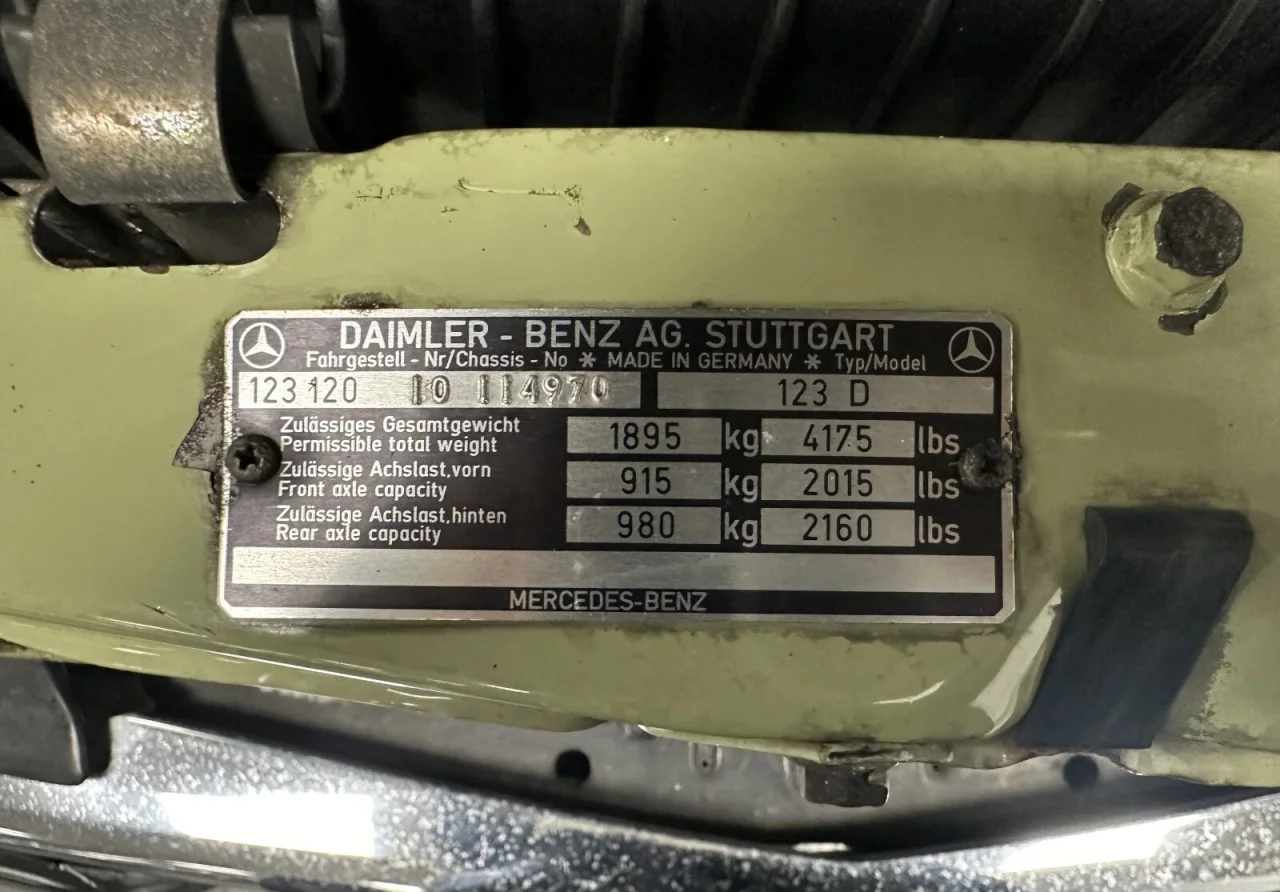 DAIMLER - BENZ AG. STUTTGART
Fahrgestell - Nr/Chassis - No * MADE IN GERMANY * Typ/Model
123 120 10 114970 123 D
Zulässiges Gesamtgewicht
Permissible total weight 1895 kg 4175 lbs
Zulässige Achslast,vorn
Front axle capacity 915 kg 2015 lbs
Zulässige Achslast,hinten
Rear axle capacity 980 kg 2160 lbs
MERCEDES-BENZ